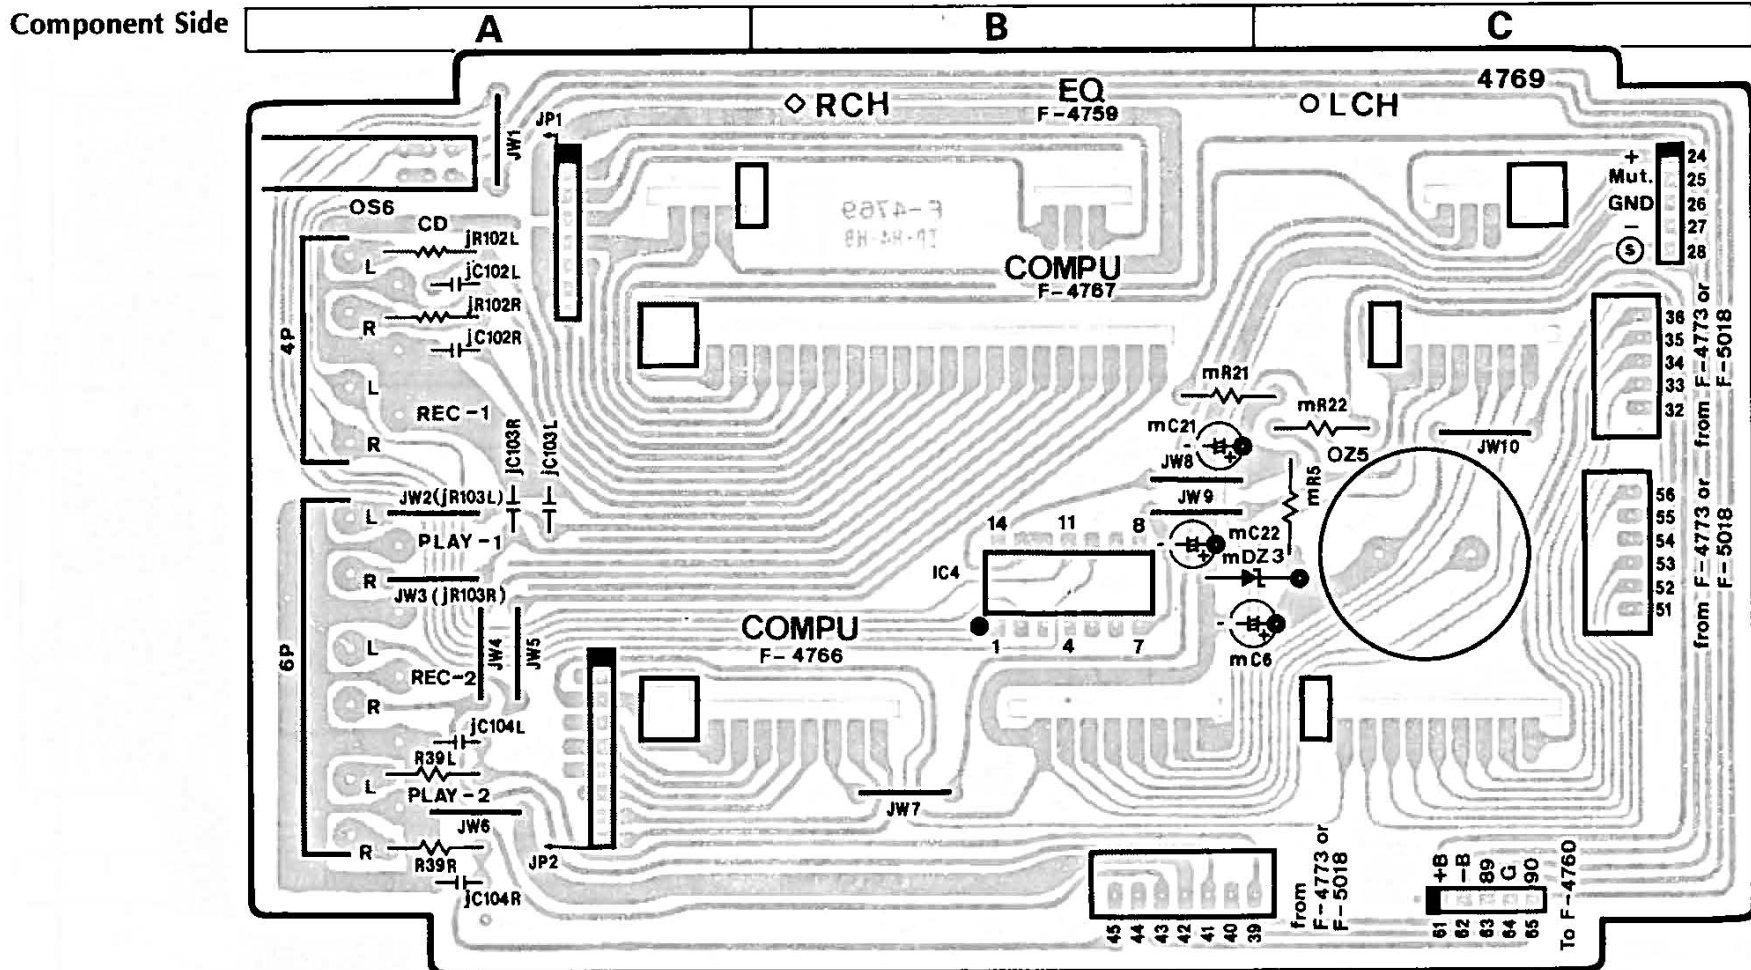 Component Side
A B C
4769
◇ RCH
EQ
F-4759
○ LCH
JW1
JP1
OS6
CD
jR102L
L
jC102L
jR102R
R
jC102R
4P
L
REC-1
R
jC103R
jC103L
F-4769
COMPU
F-4767
+
Mut.
GND
-
S
24
25
26
27
28
36
35
34
33
32
from F-4773 or
F-5018
mR21
mR22
mC21
JW8
OZ5
JW10
mR5
JW9
56
55
54
53
52
51
from F-4773 or
F-5018
JW2(jR103L)
L
PLAY-1
R
JW3(jR103R)
6P
L
REC-2
R
JW4
JW5
14 11 8
IC4
1 4 7
mC22
mDZ3
mC6
COMPU
F-4766
jC104L
R39L
L
PLAY-2
JW6
R
R39R
jC104R
JP2
JW7
45 44 43 42 41 40 39
from
F-4773 or
F-5018
+B -B 89 G 90
61 62 63 64 65
To F-4760